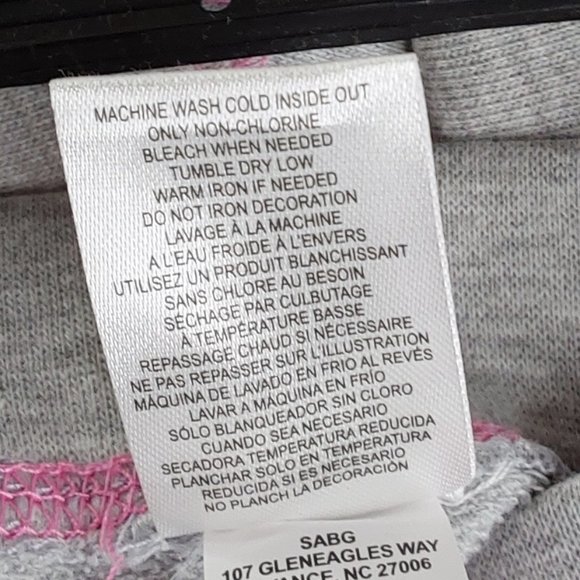 MACHINE WASH COLD INSIDE OUT
ONLY NON-CHLORINE
BLEACH WHEN NEEDED
TUMBLE DRY LOW
WARM IRON IF NEEDED
DO NOT IRON DECORATION
LAVAGE À LA MACHINE
A L'EAU FROIDE À L'ENVERS
UTILISEZ UN PRODUIT BLANCHISSANT
SANS CHLORE AU BESOIN
SÉCHAGE PAR CULBUTAGE
À TEMPÉRATURE BASSE
REPASSAGE CHAUD SI NÉCESSAIRE
NE PAS REPASSER SUR L'ILLUSTRATION
MÁQUINA DE LAVADO EN FRIO AL REVÉS
LAVAR A MÁQUINA EN FRÍO
SÓLO BLANQUEADOR SIN CLORO
CUANDO SEA NECESARIO
SECADORA TEMPERATURA REDUCIDA
PLANCHAR SOLO EN TEMPERATURA
REDUCIDA SI ES NECESARIO
NO PLANCH LA DECORACIÓN
SABG
107 GLENEAGLES WAY
NC 27006